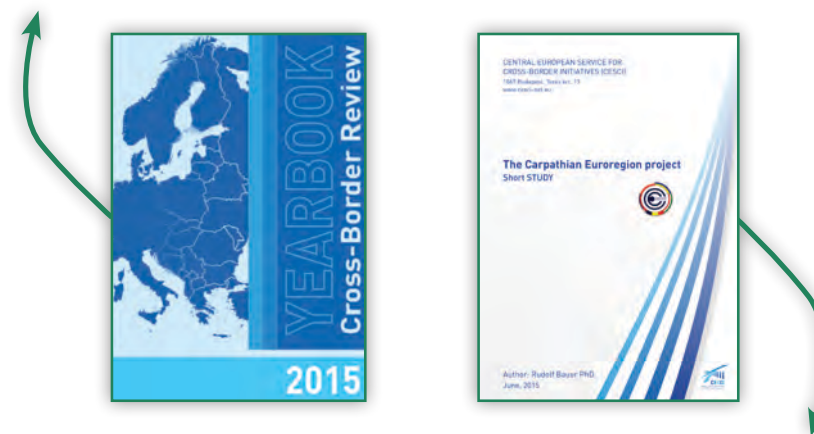 YEARBOOK
Cross-Border Review
2015
CENTRAL EUROPEAN SERVICE FOR
CROSS-BORDER INITIATIVES (CESCI)
The Carpathian Euroregion project
Short STUDY
Author: Rudolf Bauer PhD.
June, 2015